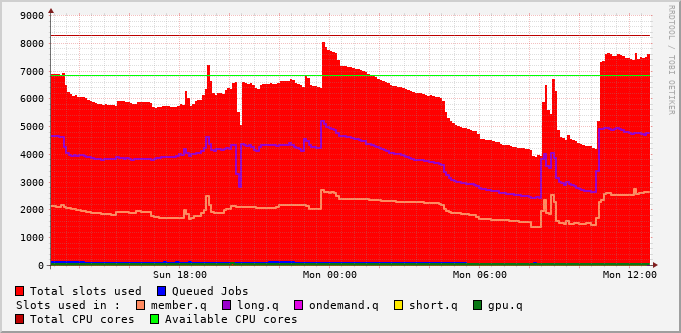 9000
8000
7000
6000
5000
4000
3000
2000
1000
0
Sun 18:00 Mon 00:00 Mon 06:00 Mon 12:00
Total slots used Queued Jobs
Slots used in : member.q long.q ondemand.q short.q gpu.q
Total CPU cores Available CPU cores
RRDTOOL / TOBI OETIKER